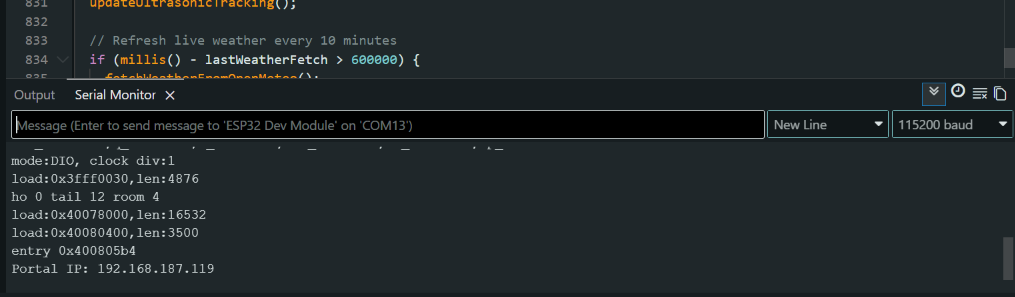 831 updateUltrasonicTracking();
832
833 // Refresh live weather every 10 minutes
834 if (millis() - lastWeatherFetch > 600000) {
835 fetchWeatherFromOpenMeteo();
Output Serial Monitor
Message (Enter to send message to 'ESP32 Dev Module' on 'COM13')
New Line
115200 baud
mode:DIO, clock div:1
load:0x3fff0030,len:4876
ho 0 tail 12 room 4
load:0x40078000,len:16532
load:0x40080400,len:3500
entry 0x400805b4
Portal IP: 192.168.187.119